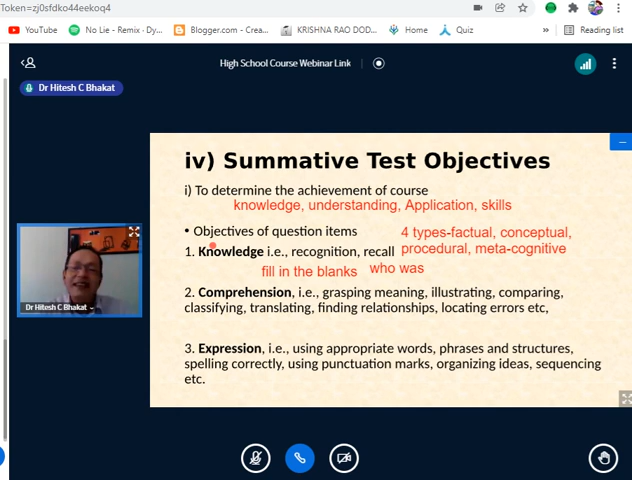 Token=zj0sfdko44eekoq4
YouTube No Lie - Remix - Dy... Blogger.com - Crea... KRISHNA RAO DOD... Home Quiz » Reading list
High School Course Webinar Link
Dr Hitesh C Bhakat
iv) Summative Test Objectives
i) To determine the achievement of course
knowledge, understanding, Application, skills
• Objectives of question items
4 types-factual, conceptual,
procedural, meta-cognitive
1. Knowledge i.e., recognition, recall
fill in the blanks who was
2. Comprehension, i.e., grasping meaning, illustrating, comparing,
classifying, translating, finding relationships, locating errors etc,
3. Expression, i.e., using appropriate words, phrases and structures,
spelling correctly, using punctuation marks, organizing ideas, sequencing
etc.
Dr Hitesh C Bhakat